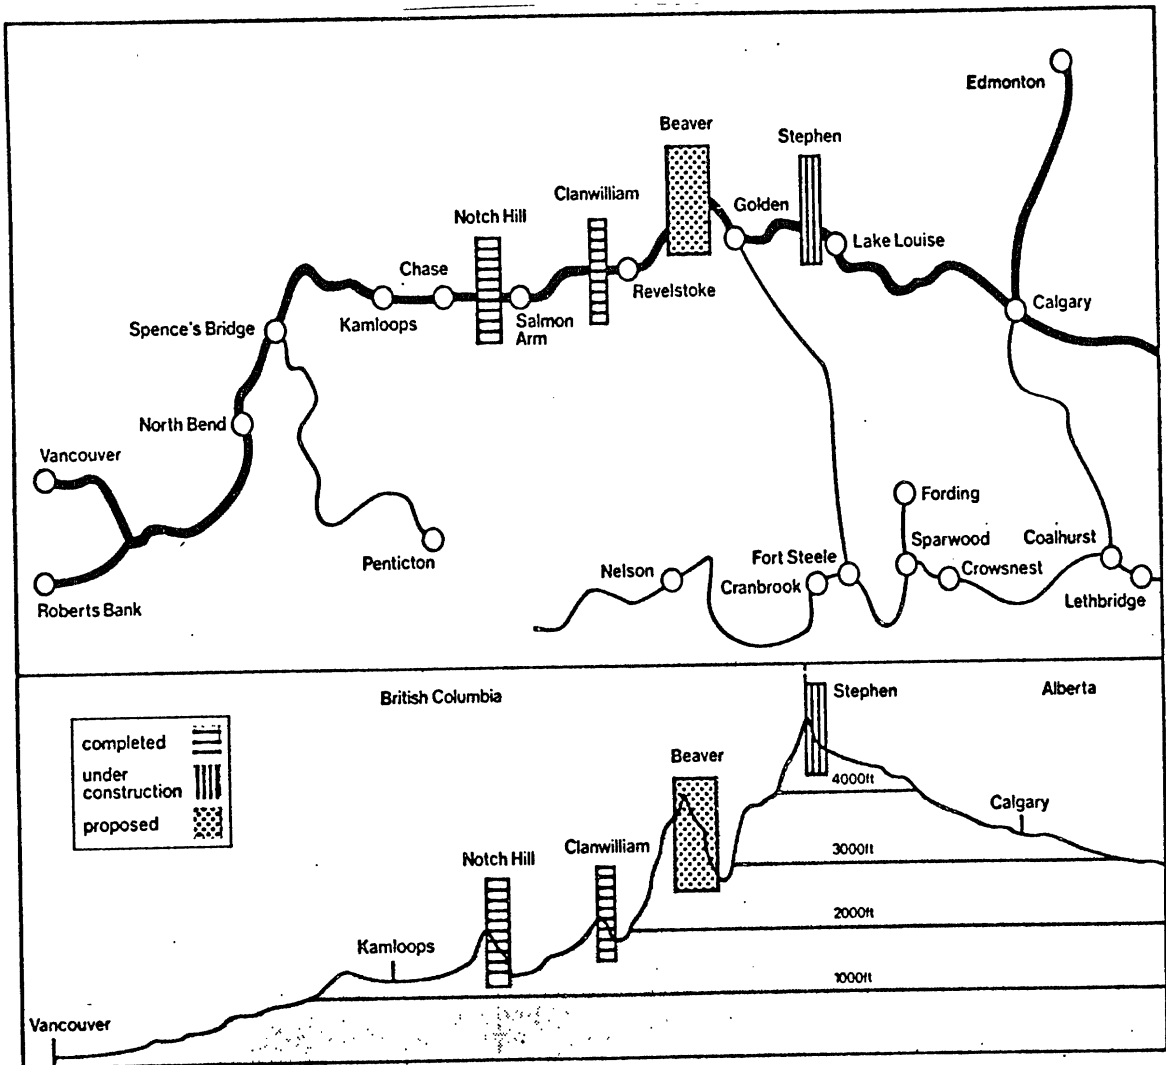 Edmonton
Beaver
Stephen
Clanwilliam
Golden
Notch Hill
Lake Louise
Chase
Revelstoke
Calgary
Kamloops
Salmon
Arm
Spence's Bridge
North Bend
Vancouver
Fording
Sparwood
Coalhurst
Penticton
Nelson
Fort Steele
Cranbrook
Crowsnest
Lethbridge
Roberts Bank
British Columbia
Stephen
Alberta
completed
under
construction
proposed
Beaver
4000ft
Calgary
Clanwilliam
3000ft
Notch Hill
2000ft
Kamloops
1000ft
Vancouver